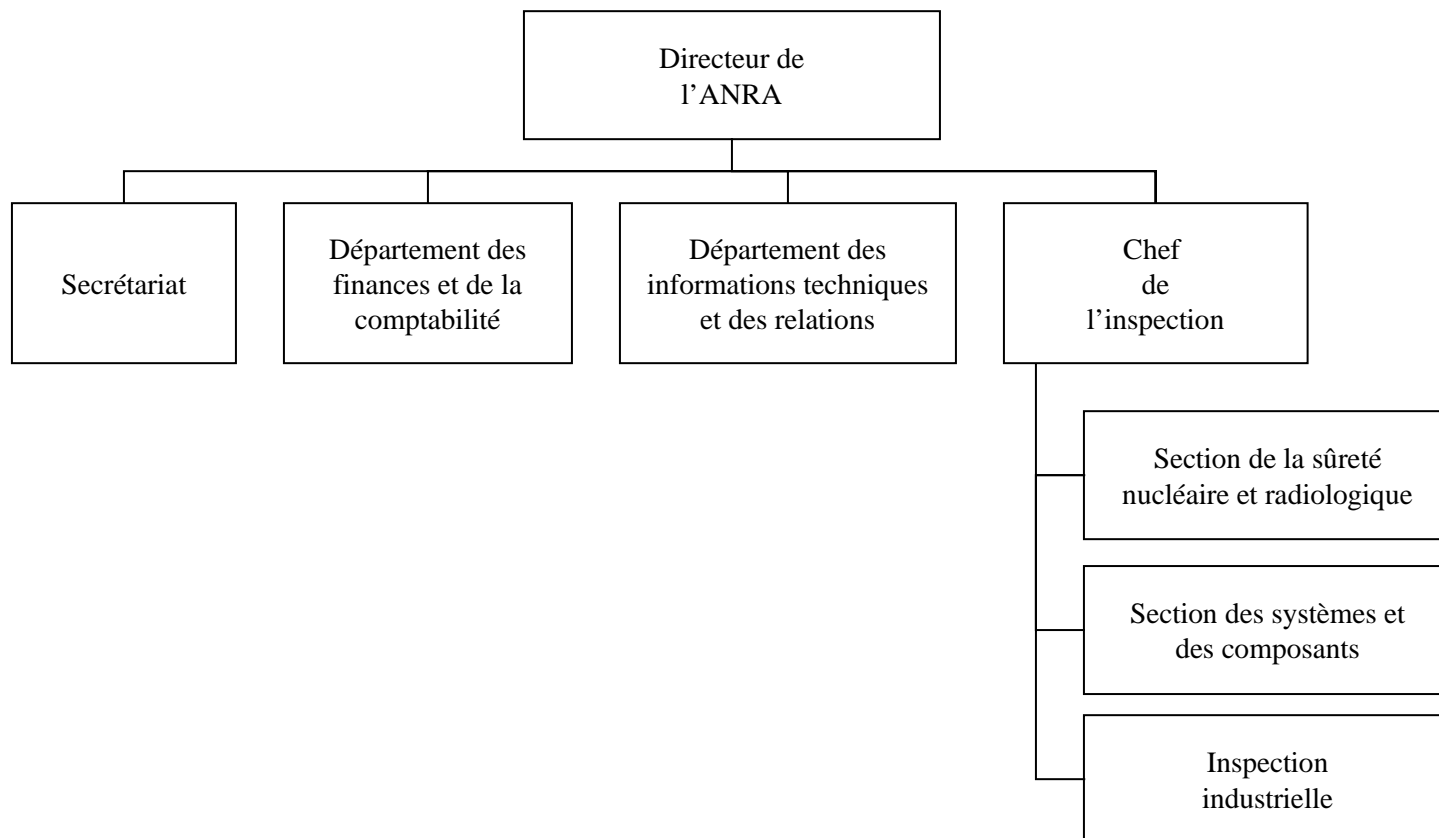 Directeur de
l’ANRA
Secrétariat
Département des
finances et de la
comptabilité
Département des
informations techniques
et des relations
Chef
de
l’inspection
Section de la sûreté
nucléaire et radiologique
Section des systèmes et
des composants
Inspection
industrielle